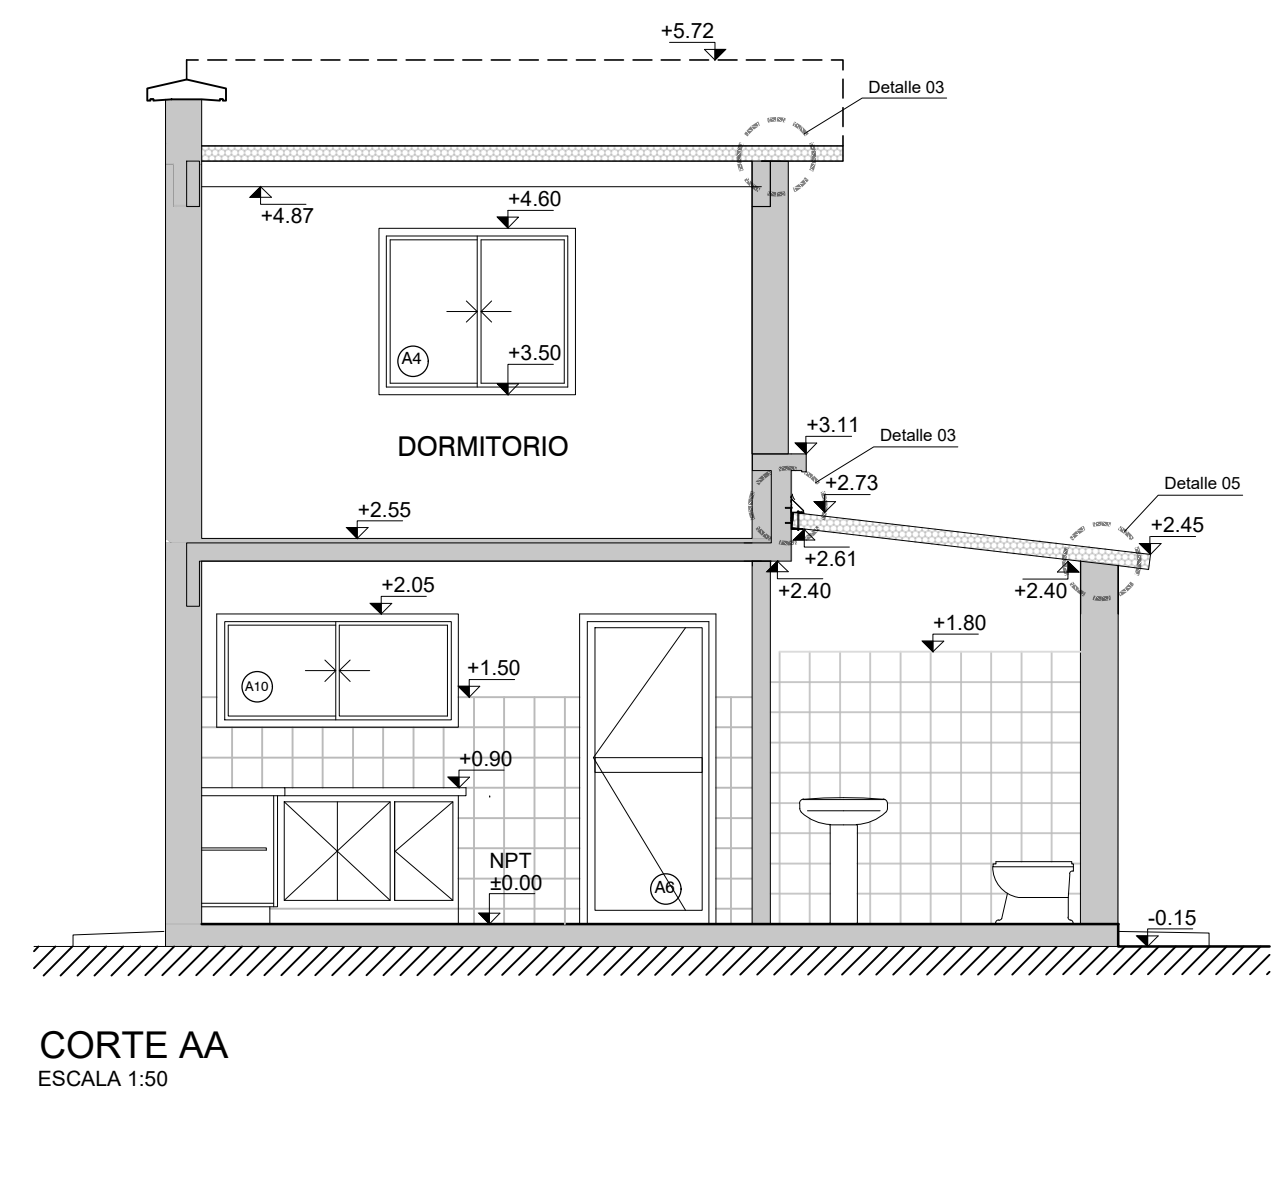 +5.72
Detalle 03
+4.87
+4.60
A4
+3.50
DORMITORIO
+3.11
Detalle 03
+2.73
Detalle 05
+2.55
+2.45
+2.61
+2.40
+2.40
+2.05
+1.80
A10
+1.50
+0.90
NPT
±0.00
A6
-0.15
CORTE AA
ESCALA 1:50